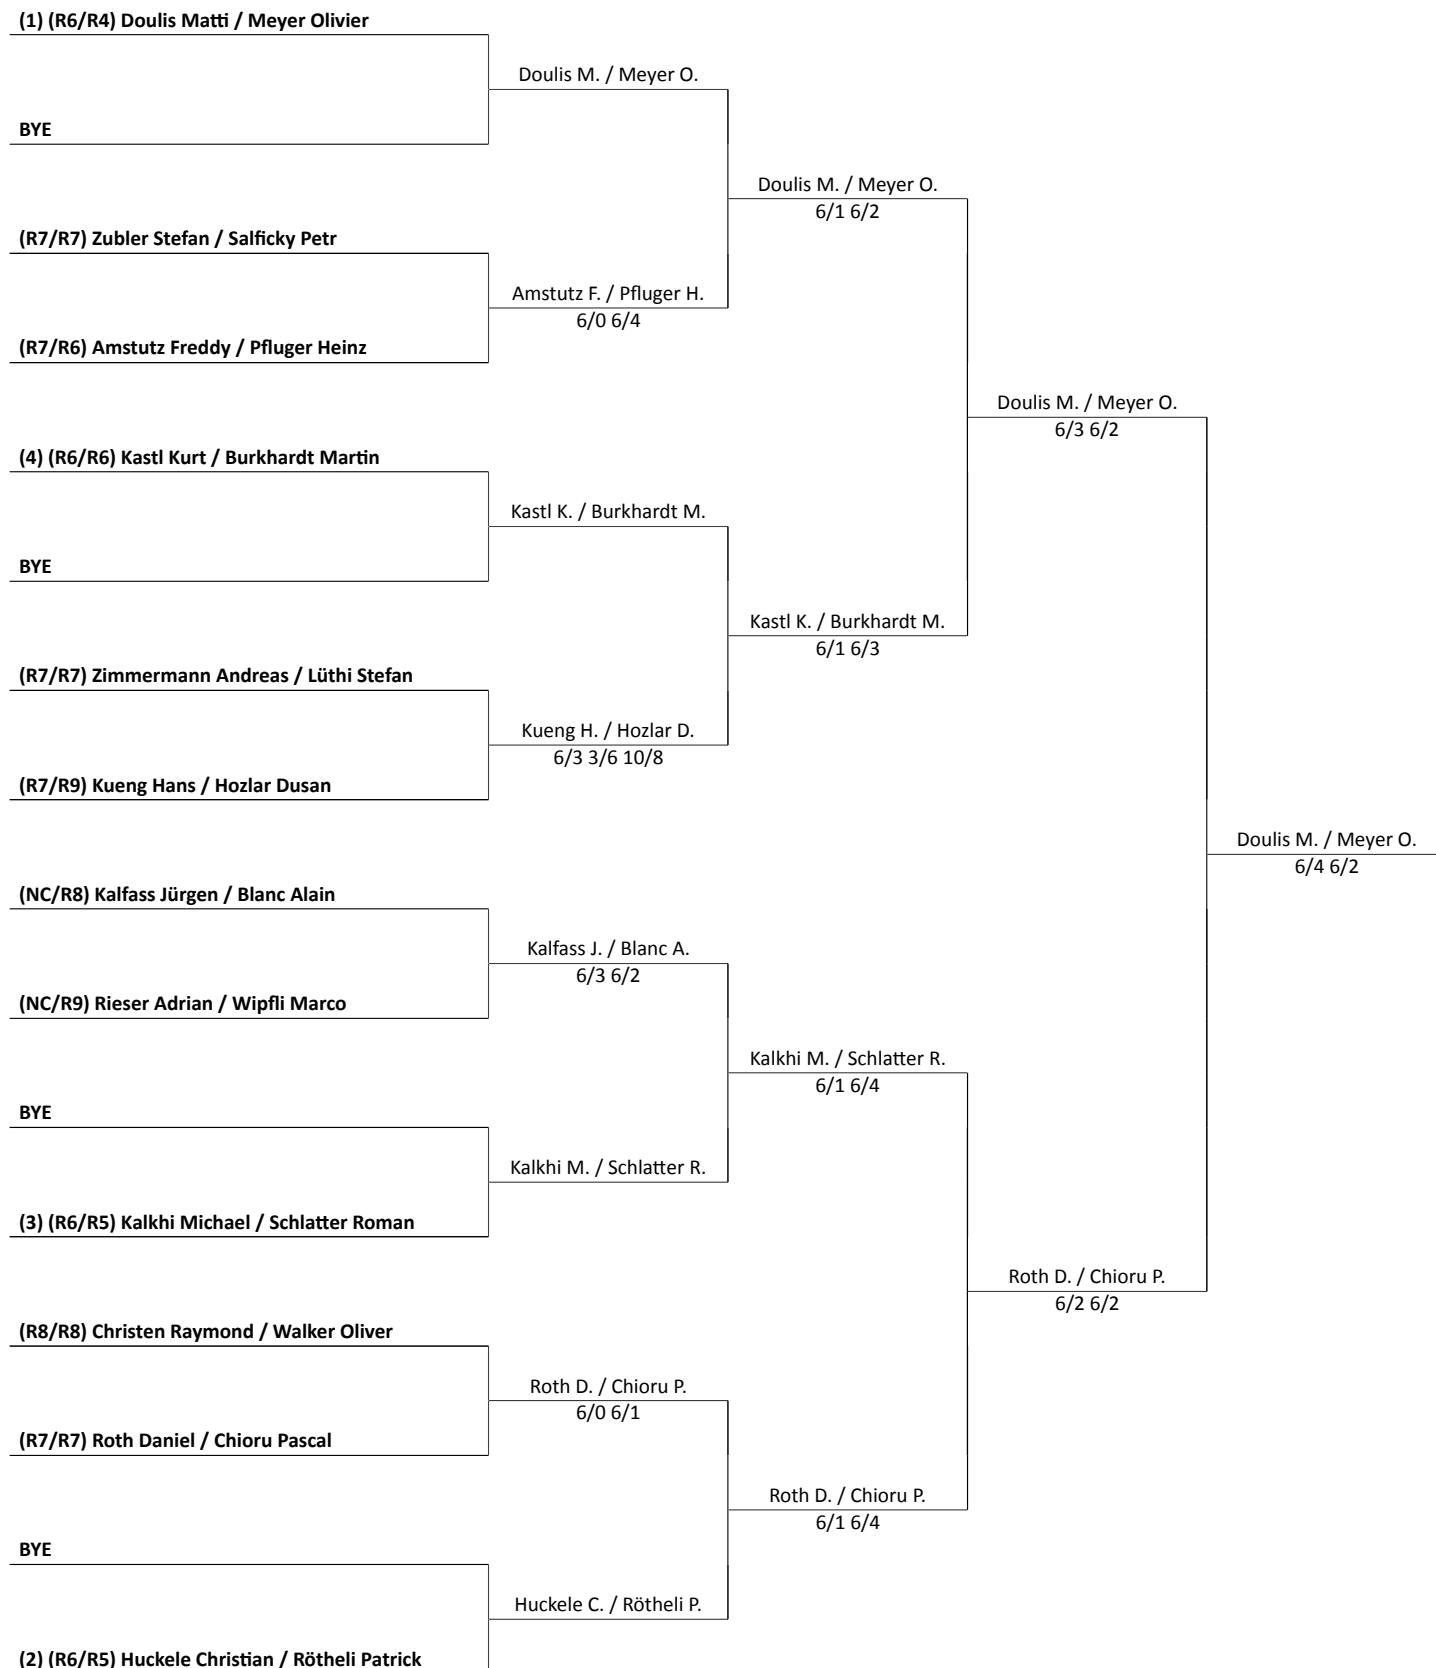 (1) (R6/R4) Doulis Matti / Meyer Olivier
Doulis M. / Meyer O.
BYE
Doulis M. / Meyer O.
6/1 6/2
(R7/R7) Zubler Stefan / Salficky Petr
Amstutz F. / Pfluger H.
6/0 6/4
(R7/R6) Amstutz Freddy / Pfluger Heinz
Doulis M. / Meyer O.
6/3 6/2
(4) (R6/R6) Kastl Kurt / Burkhardt Martin
Kastl K. / Burkhardt M.
BYE
Kastl K. / Burkhardt M.
6/1 6/3
(R7/R7) Zimmermann Andreas / Lüthi Stefan
Kueng H. / Hozlar D.
6/3 3/6 10/8
(R7/R9) Kueng Hans / Hozlar Dusan
Doulis M. / Meyer O.
6/4 6/2
(NC/R8) Kalfass Jürgen / Blanc Alain
Kalfass J. / Blanc A.
6/3 6/2
(NC/R9) Rieser Adrian / Wipfli Marco
Kalkhi M. / Schlatter R.
6/1 6/4
BYE
Kalkhi M. / Schlatter R.
(3) (R6/R5) Kalkhi Michael / Schlatter Roman
Roth D. / Chioru P.
6/2 6/2
(R8/R8) Christen Raymond / Walker Oliver
Roth D. / Chioru P.
6/0 6/1
(R7/R7) Roth Daniel / Chioru Pascal
Roth D. / Chioru P.
6/1 6/4
BYE
Huckele C. / Rötheli P.
(2) (R6/R5) Huckele Christian / Rötheli Patrick